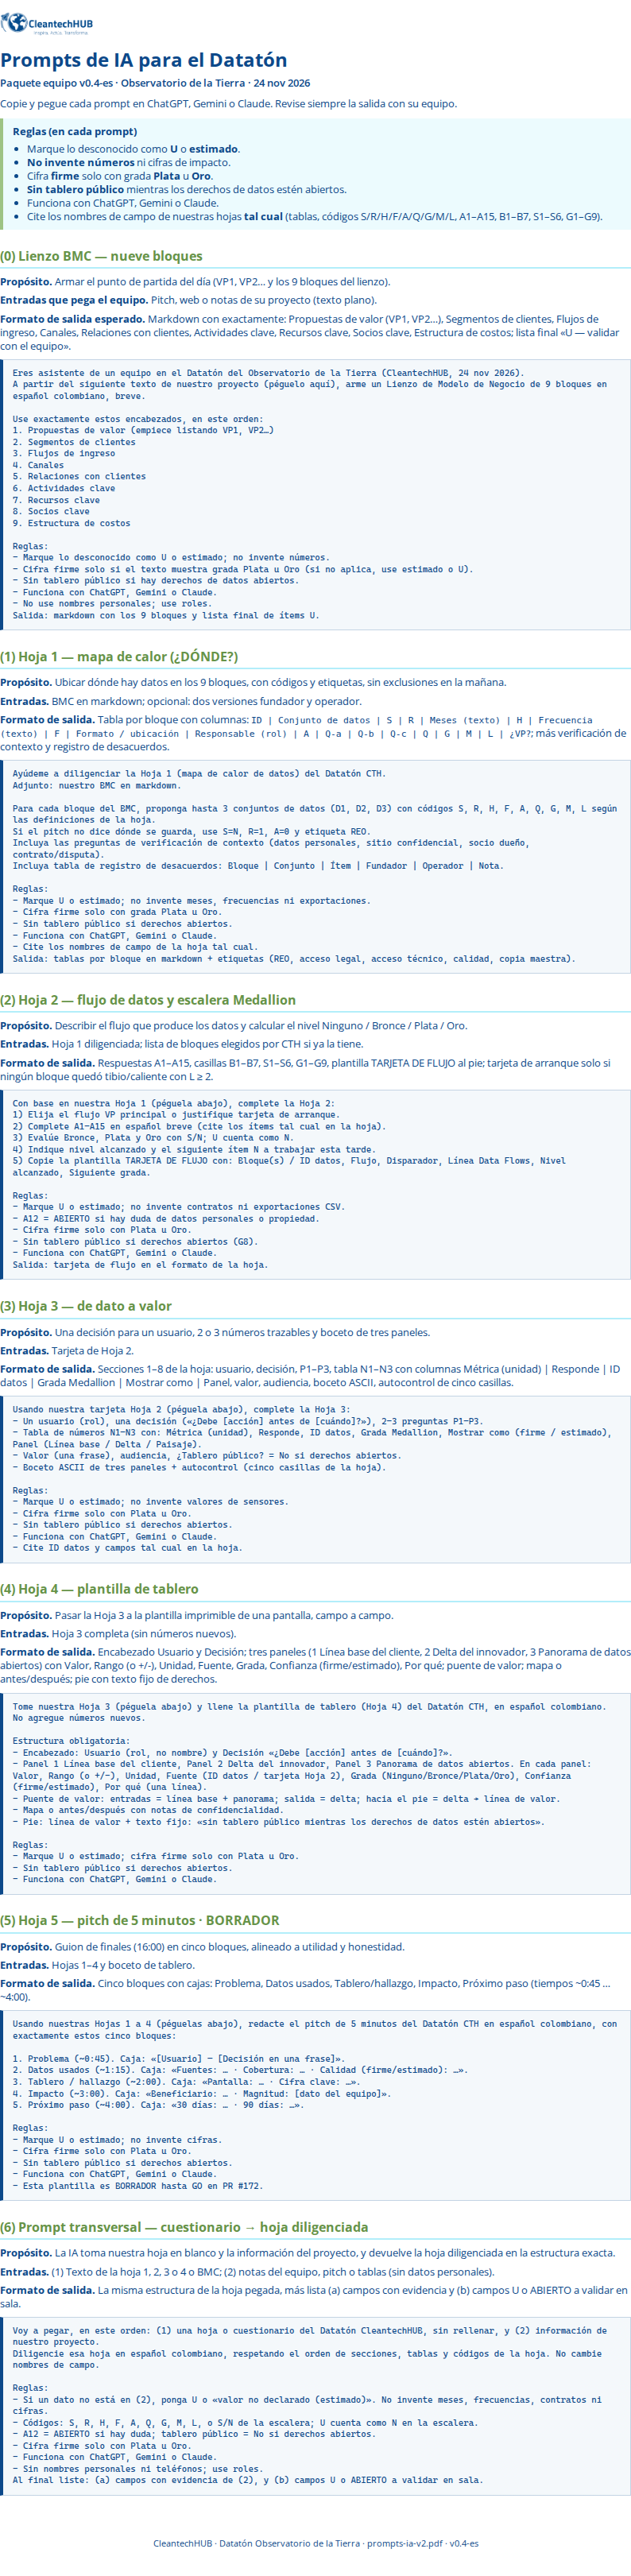 CleantechHUB
Inspira. Actúa. Transforma.
Prompts de IA para el Datatón
Paquete equipo v0.4-es · Observatorio de la Tierra · 24 nov 2026
Copie y pegue cada prompt en ChatGPT, Gemini o Claude. Revise siempre la salida con su equipo.
Reglas (en cada prompt)
• Marque lo desconocido como U o estimado.
• No invente números ni cifras de impacto.
• Cifra firme solo con grada Plata u Oro.
• Sin tablero público mientras los derechos de datos estén abiertos.
• Funciona con ChatGPT, Gemini o Claude.
• Cite los nombres de campo de nuestras hojas tal cual (tablas, códigos S/R/H/F/A/Q/G/M/L, A1–A15, B1–B7, S1–S6, G1–G9).
(0) Lienzo BMC — nueve bloques
Propósito. Armar el punto de partida del día (VP1, VP2… y los 9 bloques del lienzo).
Entradas que pega el equipo. Pitch, web o notas de su proyecto (texto plano).
Formato de salida esperado. Markdown con exactamente: Propuestas de valor (VP1, VP2…), Segmentos de clientes, Flujos de
ingreso, Canales, Relaciones con clientes, Actividades clave, Recursos clave, Socios clave, Estructura de costos; lista final «U — validar
con el equipo».
Eres asistente de un equipo en el Datatón del Observatorio de la Tierra (CleantechHUB, 24 nov 2026).
A partir del siguiente texto de nuestro proyecto (péguelo aquí), arme un Lienzo de Modelo de Negocio de 9 bloques en
español colombiano, breve.
Use exactamente estos encabezados, en este orden:
1. Propuestas de valor (empiece listando VP1, VP2…)
2. Segmentos de clientes
3. Flujos de ingreso
4. Canales
5. Relaciones con clientes
6. Actividades clave
7. Recursos clave
8. Socios clave
9. Estructura de costos
Reglas:
– Marque lo desconocido como U o estimado; no invente números.
– Cifra firme solo si el texto muestra grada Plata u Oro (si no aplica, use estimado o U).
– Sin tablero público si hay derechos de datos abiertos.
– Funciona con ChatGPT, Gemini o Claude.
– No use nombres personales; use roles.
Salida: markdown con los 9 bloques y lista final de ítems U.
(1) Hoja 1 — mapa de calor (¿DÓNDE?)
Propósito. Ubicar dónde hay datos en los 9 bloques, con códigos y etiquetas, sin exclusiones en la mañana.
Entradas. BMC en markdown; opcional: dos versiones fundador y operador.
Formato de salida. Tabla por bloque con columnas: ID | Conjunto de datos | S | R | Meses (texto) | H | Frecuencia
(texto) | F | Formato / ubicación | Responsable (rol) | A | Q-a | Q-b | Q-c | Q | G | M | L | ¿VP?; más verificación de
contexto y registro de desacuerdos.
Ayúdeme a diligenciar la Hoja 1 (mapa de calor de datos) del Datatón CTH.
Adjunto: nuestro BMC en markdown.
Para cada bloque del BMC, proponga hasta 3 conjuntos de datos (D1, D2, D3) con códigos S, R, H, F, A, Q, G, M, L según
las definiciones de la hoja.
Si el pitch no dice dónde se guarda, use S=N, R=1, A=0 y etiqueta REO.
Incluya las preguntas de verificación de contexto (datos personales, sitio confidencial, socio dueño,
contrato/disputa).
Incluya tabla de registro de desacuerdos: Bloque | Conjunto | Ítem | Fundador | Operador | Nota.
Reglas:
– Marque U o estimado; no invente meses, frecuencias ni exportaciones.
– Cifra firme solo con grada Plata u Oro.
– Sin tablero público si derechos abiertos.
– Funciona con ChatGPT, Gemini o Claude.
– Cite los nombres de campo de la hoja tal cual.
Salida: tablas por bloque en markdown + etiquetas (REO, acceso legal, acceso técnico, calidad, copia maestra).
(2) Hoja 2 — flujo de datos y escalera Medallion
Propósito. Describir el flujo que produce los datos y calcular el nivel Ninguno / Bronce / Plata / Oro.
Entradas. Hoja 1 diligenciada; lista de bloques elegidos por CTH si ya la tiene.
Formato de salida. Respuestas A1–A15, casillas B1–B7, S1–S6, G1–G9, plantilla TARJETA DE FLUJO al pie; tarjeta de arranque solo si
ningún bloque quedó tibio/caliente con L ≥ 2.
Con base en nuestra Hoja 1 (péguela abajo), complete la Hoja 2:
1) Elija el flujo VP principal o justifique tarjeta de arranque.
2) Complete A1–A15 en español breve (cite los ítems tal cual en la hoja).
3) Evalúe Bronce, Plata y Oro con S/N; U cuenta como N.
4) Indique nivel alcanzado y el siguiente ítem N a trabajar esta tarde.
5) Copie la plantilla TARJETA DE FLUJO con: Bloque(s) / ID datos, Flujo, Disparador, Línea Data Flows, Nivel
alcanzado, Siguiente grada.
Reglas:
– Marque U o estimado; no invente contratos ni exportaciones CSV.
– A12 = ABIERTO si hay duda de datos personales o propiedad.
– Cifra firme solo con Plata u Oro.
– Sin tablero público si derechos abiertos (G8).
– Funciona con ChatGPT, Gemini o Claude.
Salida: tarjeta de flujo en el formato de la hoja.
(3) Hoja 3 — de dato a valor
Propósito. Una decisión para un usuario, 2 o 3 números trazables y boceto de tres paneles.
Entradas. Tarjeta de Hoja 2.
Formato de salida. Secciones 1–8 de la hoja: usuario, decisión, P1–P3, tabla N1–N3 con columnas Métrica (unidad) | Responde | ID
datos | Grada Medallion | Mostrar como | Panel, valor, audiencia, boceto ASCII, autocontrol de cinco casillas.
Usando nuestra tarjeta Hoja 2 (péguela abajo), complete la Hoja 3:
– Un usuario (rol), una decisión («¿Debe [acción] antes de [cuándo]?»), 2–3 preguntas P1–P3.
– Tabla de números N1–N3 con: Métrica (unidad), Responde, ID datos, Grada Medallion, Mostrar como (firme / estimado),
Panel (Línea base / Delta / Paisaje).
– Valor (una frase), audiencia, ¿Tablero público? = No si derechos abiertos.
– Boceto ASCII de tres paneles + autocontrol (cinco casillas de la hoja).
Reglas:
– Marque U o estimado; no invente valores de sensores.
– Cifra firme solo con Plata u Oro.
– Sin tablero público si derechos abiertos.
– Funciona con ChatGPT, Gemini o Claude.
– Cite ID datos y campos tal cual en la hoja.
(4) Hoja 4 — plantilla de tablero
Propósito. Pasar la Hoja 3 a la plantilla imprimible de una pantalla, campo a campo.
Entradas. Hoja 3 completa (sin números nuevos).
Formato de salida. Encabezado Usuario y Decisión; tres paneles (1 Línea base del cliente, 2 Delta del innovador, 3 Panorama de datos
abiertos) con Valor, Rango (o +/-), Unidad, Fuente, Grada, Confianza (firme/estimado), Por qué; puente de valor; mapa o
antes/después; pie con texto fijo de derechos.
Tome nuestra Hoja 3 (péguela abajo) y llene la plantilla de tablero (Hoja 4) del Datatón CTH, en español colombiano.
No agregue números nuevos.
Estructura obligatoria:
– Encabezado: Usuario (rol, no nombre) y Decisión «¿Debe [acción] antes de [cuándo]?».
– Panel 1 Línea base del cliente, Panel 2 Delta del innovador, Panel 3 Panorama de datos abiertos. En cada panel:
Valor, Rango (o +/−), Unidad, Fuente (ID datos / tarjeta Hoja 2), Grada (Ninguno/Bronce/Plata/Oro), Confianza
(firme/estimado), Por qué (una línea).
– Puente de valor: entradas = línea base + panorama; salida = delta; hacia el pie = delta → línea de valor.
– Mapa o antes/después con notas de confidencialidad.
– Pie: línea de valor + texto fijo: «sin tablero público mientras los derechos de datos estén abiertos».
Reglas:
– Marque U o estimado; cifra firme solo con Plata u Oro.
– Sin tablero público si derechos abiertos.
– Funciona con ChatGPT, Gemini o Claude.
(5) Hoja 5 — pitch de 5 minutos · BORRADOR
Propósito. Guion de finales (16:00) en cinco bloques, alineado a utilidad y honestidad.
Entradas. Hojas 1–4 y boceto de tablero.
Formato de salida. Cinco bloques con cajas: Problema, Datos usados, Tablero/hallazgo, Impacto, Próximo paso (tiempos ~0:45 …
~4:00).
Usando nuestras Hojas 1 a 4 (péguelas abajo), redacte el pitch de 5 minutos del Datatón CTH en español colombiano, con
exactamente estos cinco bloques:
1. Problema (~0:45). Caja: «[Usuario] — [Decisión en una frase]».
2. Datos usados (~1:15). Caja: «Fuentes: … · Cobertura: … · Calidad (firme/estimado): …».
3. Tablero / hallazgo (~2:00). Caja: «Pantalla: … · Cifra clave: …».
4. Impacto (~3:00). Caja: «Beneficiario: … · Magnitud: [dato del equipo]».
5. Próximo paso (~4:00). Caja: «30 días: … · 90 días: …».
Reglas:
– Marque U o estimado; no invente cifras.
– Cifra firme solo con Plata u Oro.
– Sin tablero público si derechos abiertos.
– Funciona con ChatGPT, Gemini o Claude.
– Esta plantilla es BORRADOR hasta GO en PR #172.
(6) Prompt transversal — cuestionario → hoja diligenciada
Propósito. La IA toma nuestra hoja en blanco y la información del proyecto, y devuelve la hoja diligenciada en la estructura exacta.
Entradas. (1) Texto de la hoja 1, 2, 3 o 4 o BMC; (2) notas del equipo, pitch o tablas (sin datos personales).
Formato de salida. La misma estructura de la hoja pegada, más lista (a) campos con evidencia y (b) campos U o ABIERTO a validar en
sala.
Voy a pegar, en este orden: (1) una hoja o cuestionario del Datatón CleantechHUB, sin rellenar, y (2) información de
nuestro proyecto.
Diligencie esa hoja en español colombiano, respetando el orden de secciones, tablas y códigos de la hoja. No cambie
nombres de campo.
Reglas:
– Si un dato no está en (2), ponga U o «valor no declarado (estimado)». No invente meses, frecuencias, contratos ni
cifras.
– Códigos: S, R, H, F, A, Q, G, M, L, o S/N de la escalera; U cuenta como N en la escalera.
– A12 = ABIERTO si hay duda; tablero público = No si derechos abiertos.
– Cifra firme solo con Plata u Oro.
– Funciona con ChatGPT, Gemini o Claude.
– Sin nombres personales ni teléfonos; use roles.
Al final liste: (a) campos con evidencia de (2), y (b) campos U o ABIERTO a validar en sala.
CleantechHUB · Datatón Observatorio de la Tierra · prompts-ia-v2.pdf · v0.4-es